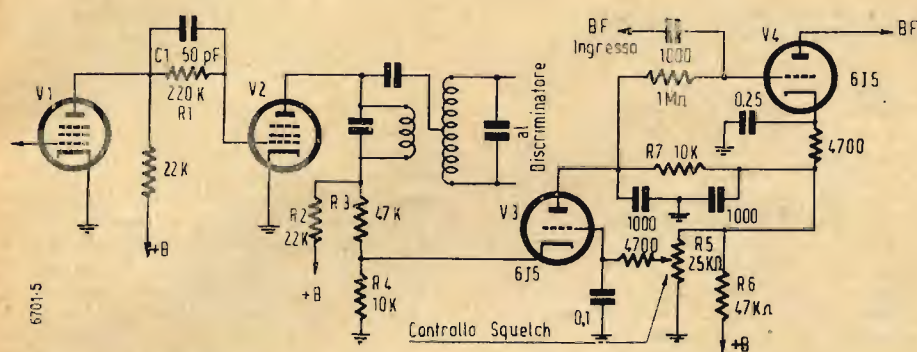 C1 50 pF
V1
220 K
R1
V2
22 K
+B
R2
22K
R3
47K
+B
R4
10K
al
Discriminatore
BF
Ingresso
1000
1MΩ
V4
BF
6J5
0,25
4700
R7 10K
1000
1000
V3
6J5
4700
R5
25KΩ
0,1
R6
47KΩ
+B
Controllo Squelch
6701-5